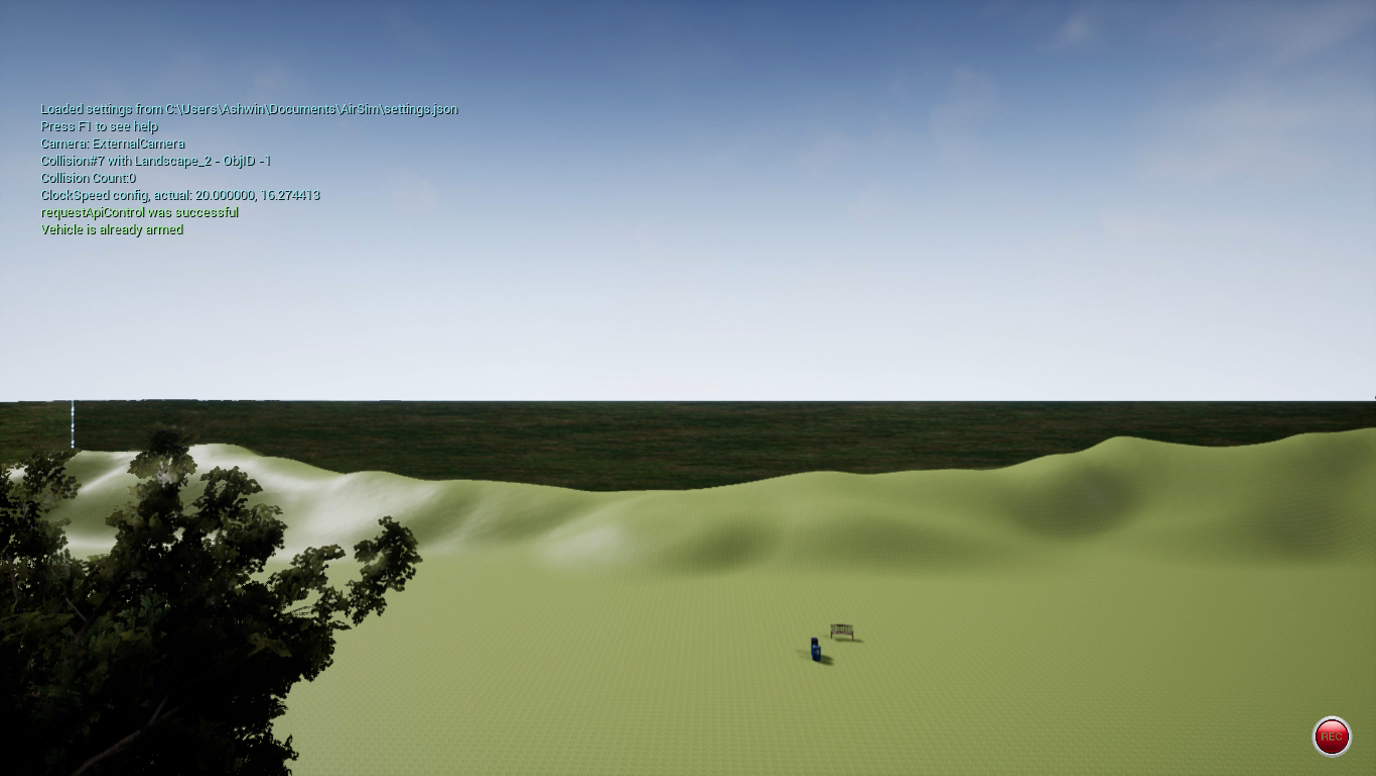 Loaded settings from C:\Users\Ashwin\Documents\AirSim\settings.json
Press F1 to see help
Camera: ExternalCamera
Collision#7 with Landscape_2 - ObjID -1
Collision Count:0
ClockSpeed config, actual: 20.000000, 16.274413
requestApiControl was successful
Vehicle is already armed
REC